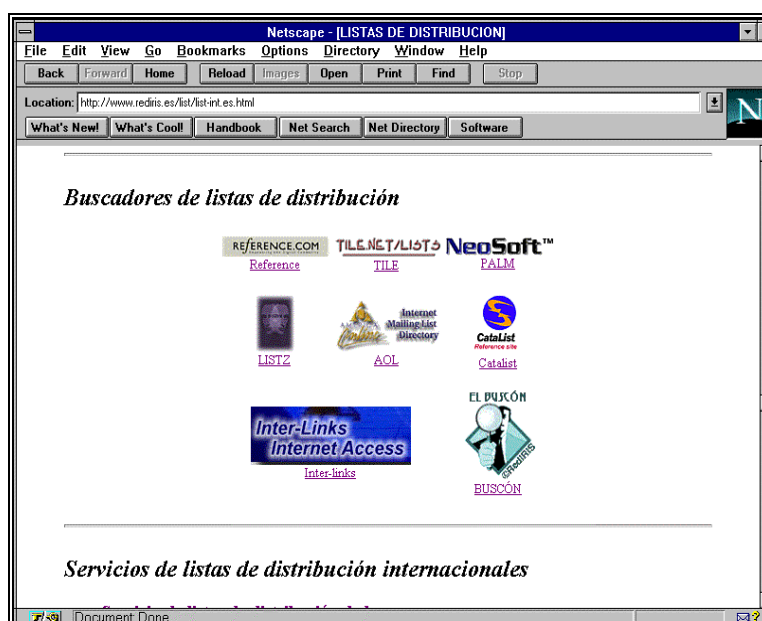 Netscape - [LISTAS DE DISTRIBUCION]
File Edit View Go Bookmarks Options Directory Window Help
Back Forward Home Reload Images Open Print Find Stop
Location: http://www.rediris.es/list/list-int.es.html
N
What's New! What's Cool! Handbook Net Search Net Directory Software
Buscadores de listas de distribución
REFERENCE.COM TILE.NET/LISTS NeoSoft™
Reference TILE PALM
Internet
Mailing List
Directory
CataList
Reference site
LISTZ AOL Catalist
EL BUSCÓN
Inter-Links
Internet Access
©RedIRIS
Inter-links
BUSCÓN
Servicios de listas de distribución internacionales
Document: Done